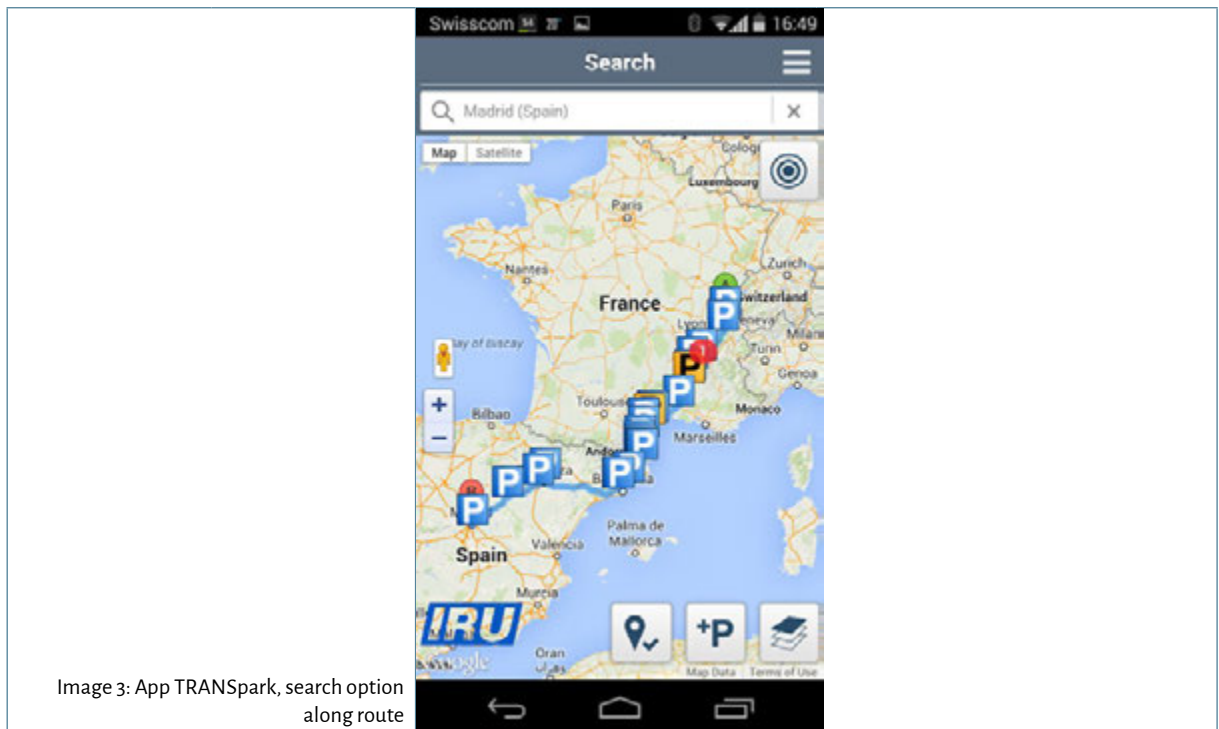 Swisscom 16:49
Search
Madrid (Spain)
Map Satellite
Luxembourg
Paris
Zurich
Nantes
Switzerland
France
Milan
Turin
Genoa
Toulouse
Monaco
Bilbao
Marseilles
Palma de
Mallorca
Valencia
Spain
Murcia
IRU
+P
Oran
Map Data Terms of Use
Image 3: App TRANSpark, search option
along route